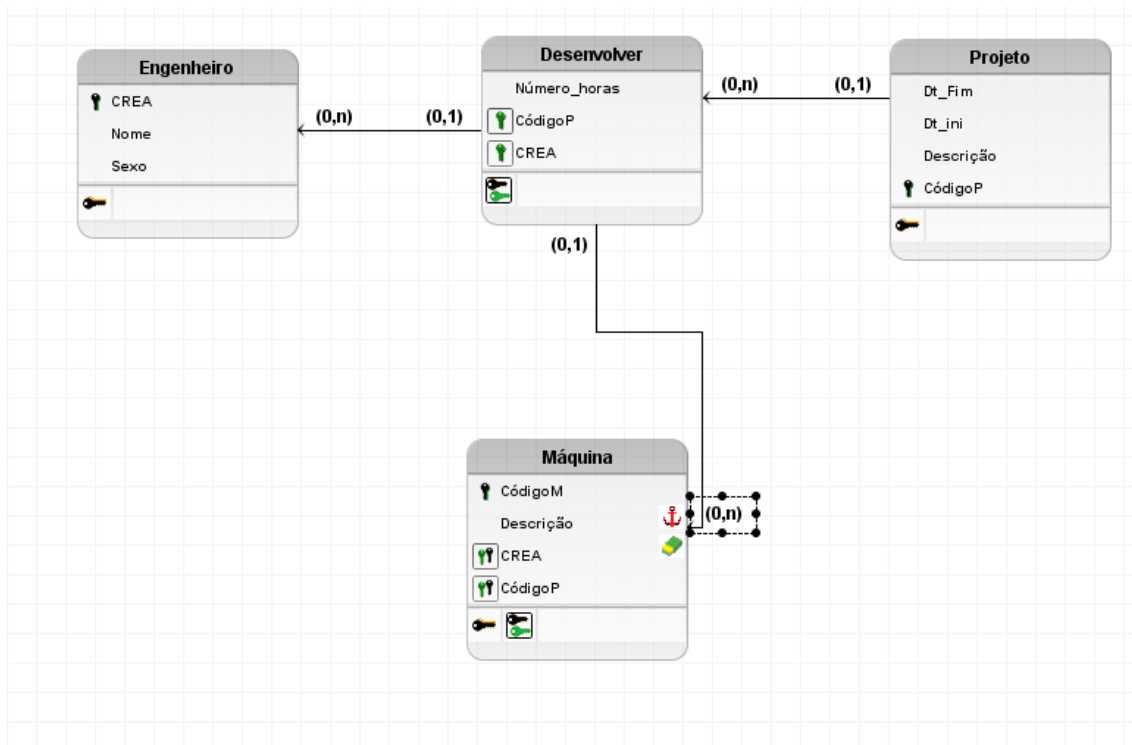 Engenheiro
CREA
Nome
Sexo
(0,n)
(0,1)
Desenvolver
Número_horas
CódigoP
CREA
(0,n)
(0,1)
Projeto
Dt_Fim
Dt_ini
Descrição
CódigoP
(0,1)
Máquina
CódigoM
Descrição
CREA
CódigoP
(0,n)